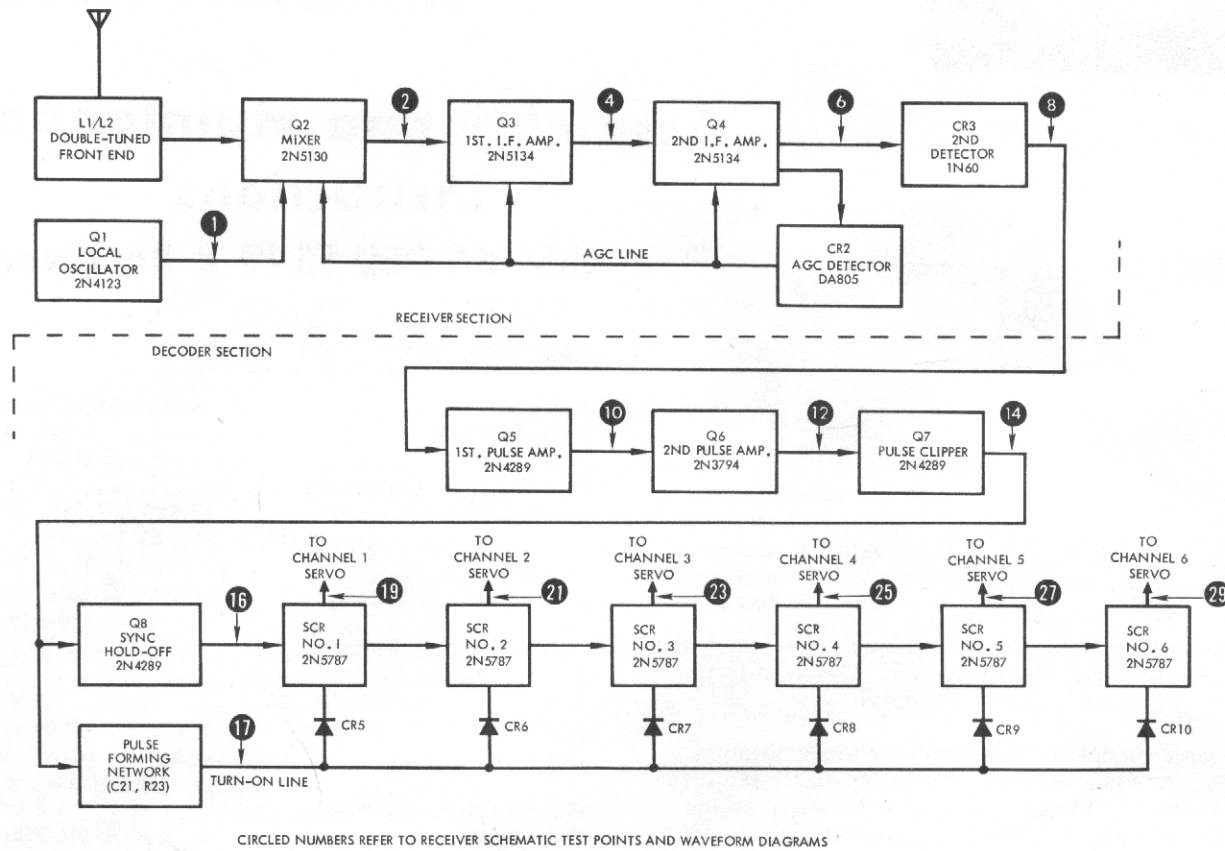 L1/L2
DOUBLE-TUNED
FRONT END
Q2
MIXER
2N5130
2
Q3
1ST. I.F. AMP.
2N5134
4
Q4
2ND I.F. AMP.
2N5134
6
CR3
2ND
DETECTOR
1N60
8
Q1
LOCAL
OSCILLATOR
2N4123
1
AGC LINE
CR2
AGC DETECTOR
DA805
RECEIVER SECTION
DECODER SECTION
Q5
1ST. PULSE AMP.
2N4289
10
Q6
2ND PULSE AMP.
2N3794
12
Q7
PULSE CLIPPER
2N4289
14
TO
CHANNEL 1
SERVO
19
TO
CHANNEL 2
SERVO
21
TO
CHANNEL 3
SERVO
23
TO
CHANNEL 4
SERVO
25
TO
CHANNEL 5
SERVO
27
TO
CHANNEL 6
SERVO
29
Q8
SYNC
HOLD-OFF
2N4289
16
SCR
NO. 1
2N5787
SCR
NO. 2
2N5787
SCR
NO. 3
2N5787
SCR
NO. 4
2N5787
SCR
NO. 5
2N5787
SCR
NO. 6
2N5787
CR5
CR6
CR7
CR8
CR9
CR10
PULSE
FORMING
NETWORK
(C21, R23)
17
TURN-ON LINE
CIRCLED NUMBERS REFER TO RECEIVER SCHEMATIC TEST POINTS AND WAVEFORM DIAGRAMS